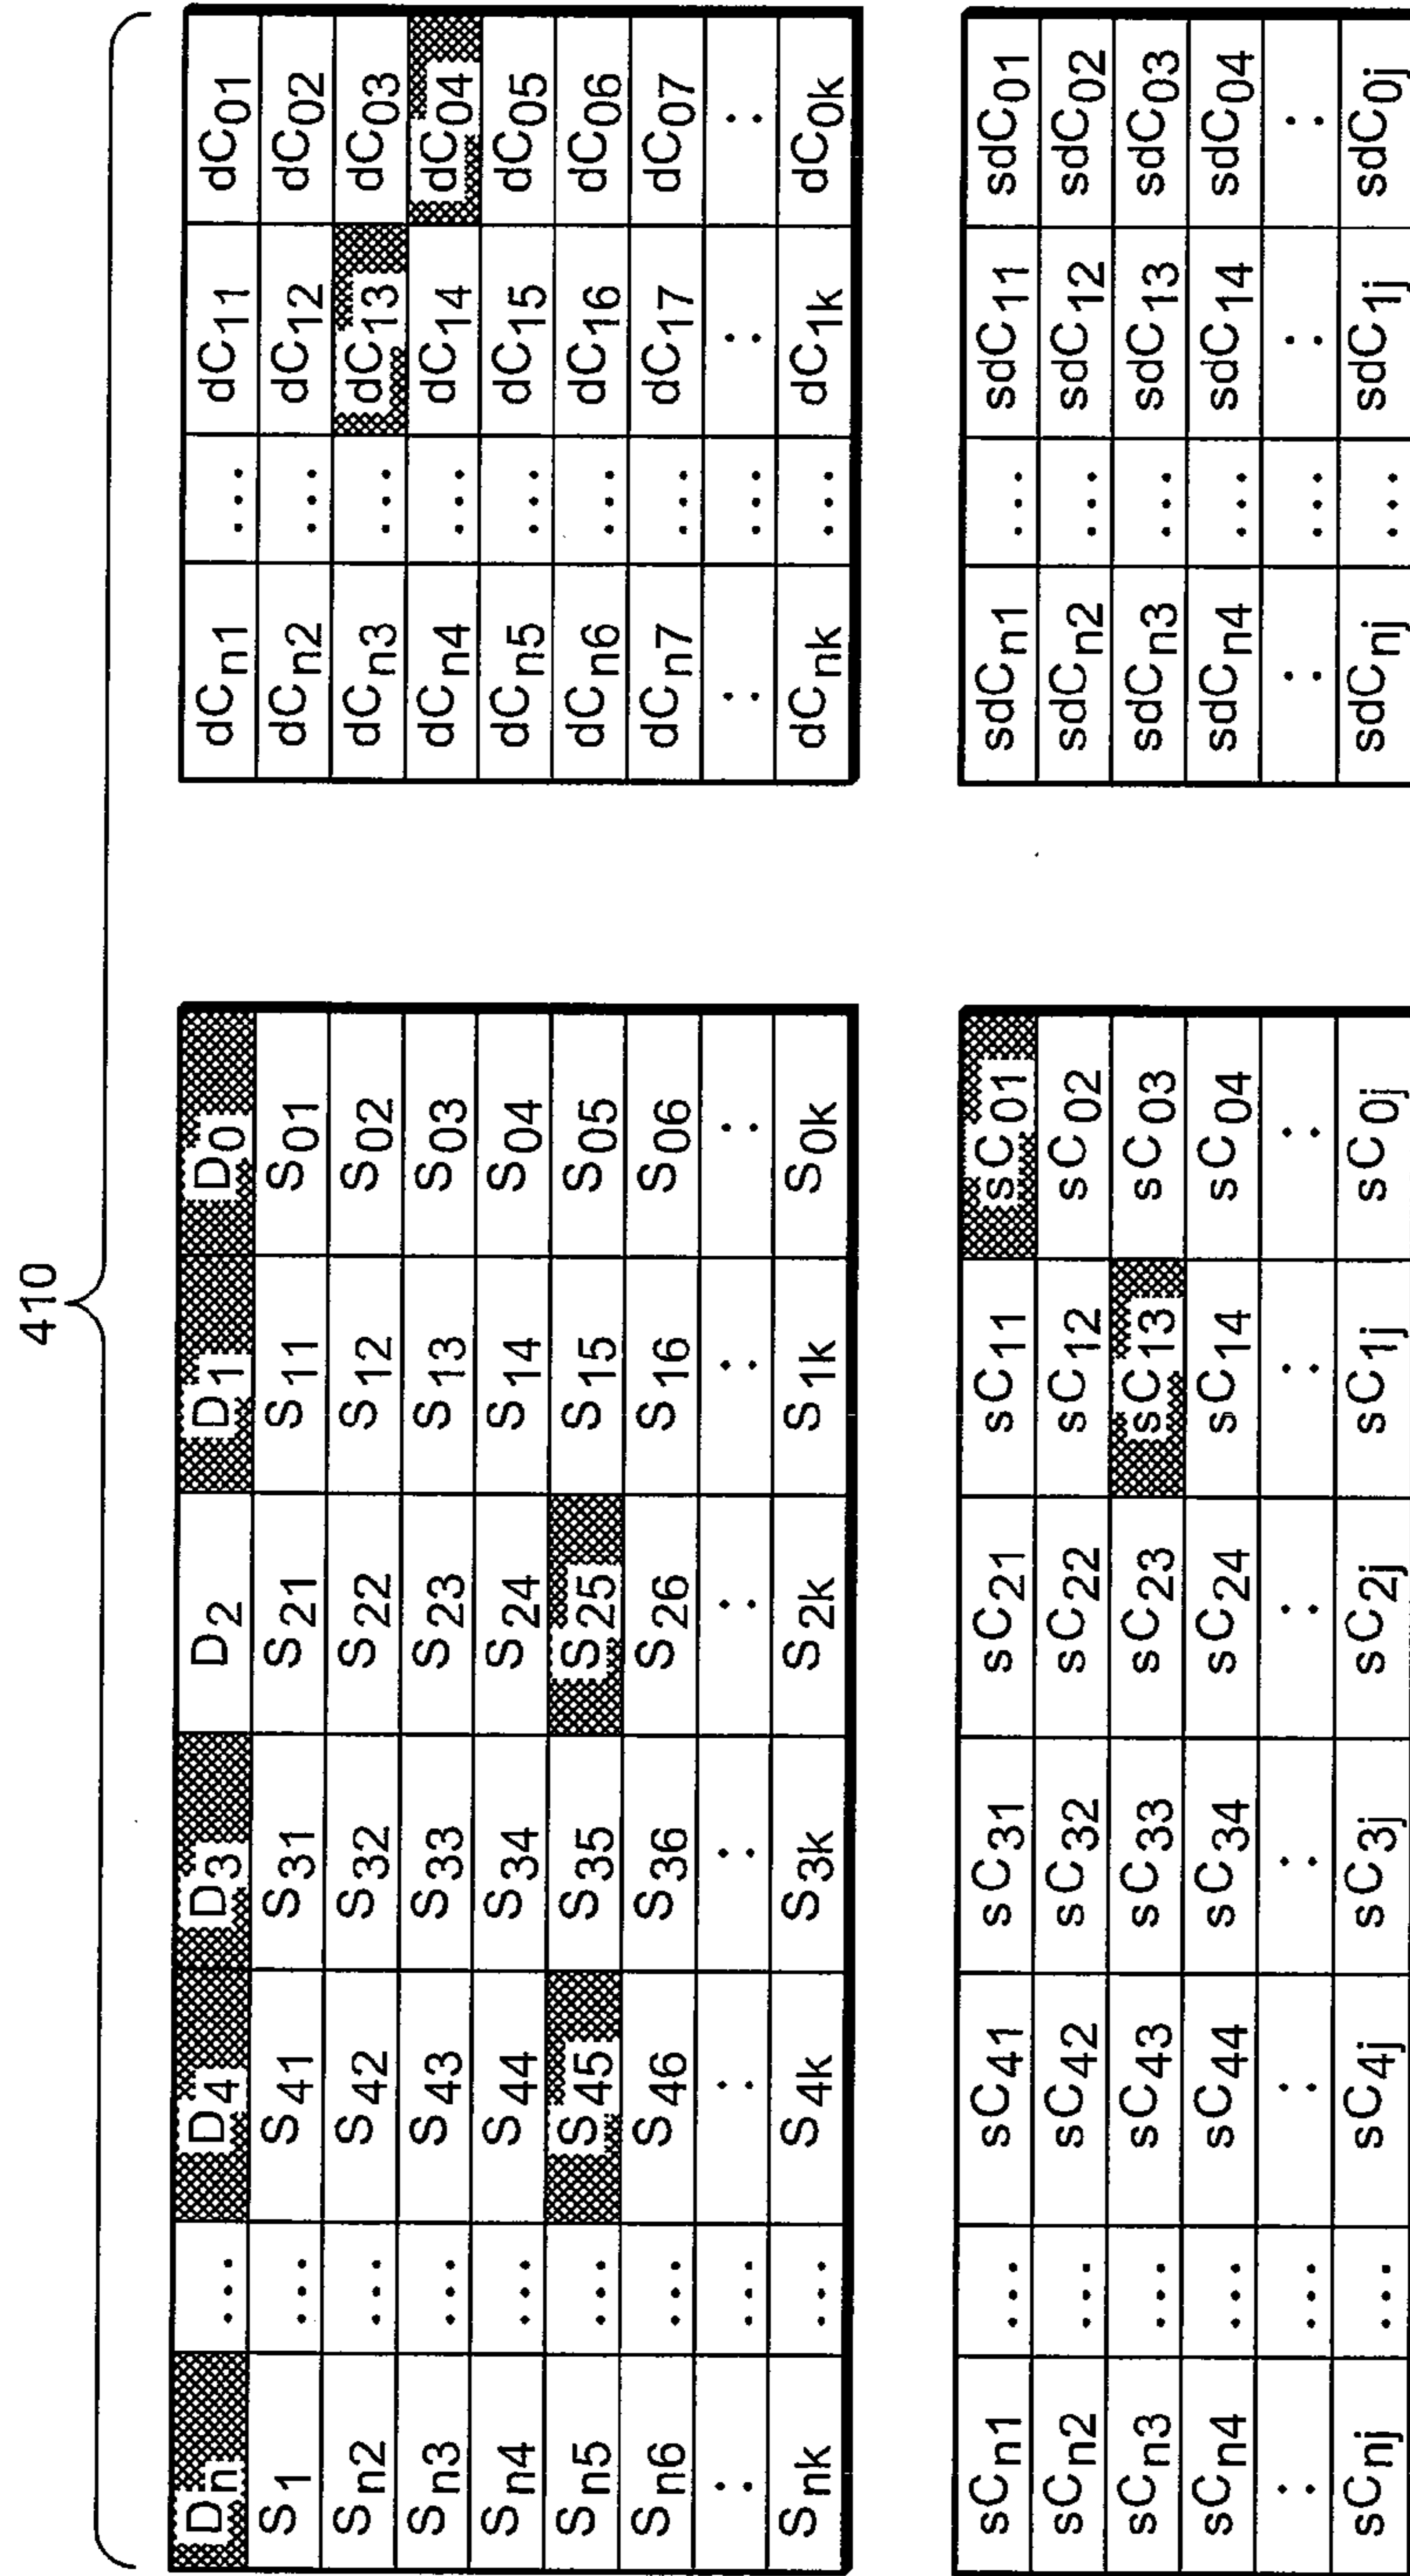 410
Dn ... D4 D3 D2 D1 D0
S1 ... S41 S31 S21 S11 S01
Sn2 ... S42 S32 S22 S12 S02
Sn3 ... S43 S33 S23 S13 S03
Sn4 ... S44 S34 S24 S14 S04
Sn5 ... S45 S35 S25 S15 S05
Sn6 ... S46 S36 S26 S16 S06
: : ... : : : : :
Snk ... S4k S3k S2k S1k S0k
dCn1 ... dC11 dC01
dCn2 ... dC12 dC02
dCn3 ... dC13 dC03
dCn4 ... dC14 dC04
dCn5 ... dC15 dC05
dCn6 ... dC16 dC06
dCn7 ... dC17 dC07
: ... : :
dCnk ... dC1k dC0k
sCn1 ... sC41 sC31 sC21 sC11 sC01
sCn2 ... sC42 sC32 sC22 sC12 sC02
sCn3 ... sC43 sC33 sC23 sC13 sC03
sCn4 ... sC44 sC34 sC24 sC14 sC04
: ... : : : : :
sCnj ... sC4j sC3j sC2j sC1j sC0j
sdCn1 ... sdC11 sdC01
sdCn2 ... sdC12 sdC02
sdCn3 ... sdC13 sdC03
sdCn4 ... sdC14 sdC04
: ... : :
sdCnj ... sdC1j sdC0j